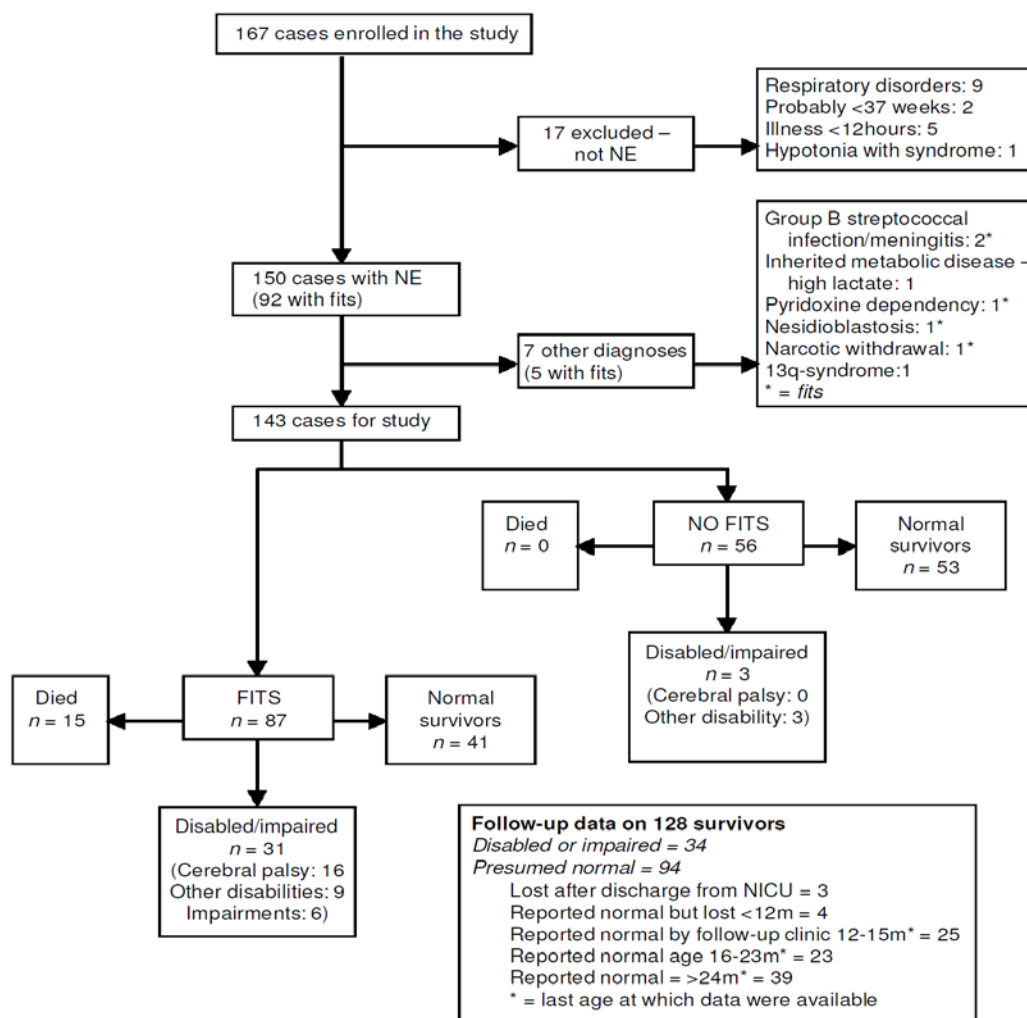 167 cases enrolled in the study
17 excluded –
not NE
Respiratory disorders: 9
Probably <37 weeks: 2
Illness <12hours: 5
Hypotonia with syndrome: 1
150 cases with NE
(92 with fits)
7 other diagnoses
(5 with fits)
Group B streptococcal
infection/meningitis: 2*
Inherited metabolic disease –
high lactate: 1
Pyridoxine dependency: 1*
Nesidioblastosis: 1*
Narcotic withdrawal: 1*
13q-syndrome:1
* = fits
143 cases for study
Died
n = 0
NO FITS
n = 56
Normal
survivors
n = 53
Disabled/impaired
n = 3
(Cerebral palsy: 0
Other disability: 3)
Died
n = 15
FITS
n = 87
Normal
survivors
n = 41
Disabled/impaired
n = 31
(Cerebral palsy: 16
Other disabilities: 9
Impairments: 6)
Follow-up data on 128 survivors
Disabled or impaired = 34
Presumed normal = 94
Lost after discharge from NICU = 3
Reported normal but lost <12m = 4
Reported normal by follow-up clinic 12-15m* = 25
Reported normal age 16-23m* = 23
Reported normal = >24m* = 39
* = last age at which data were available